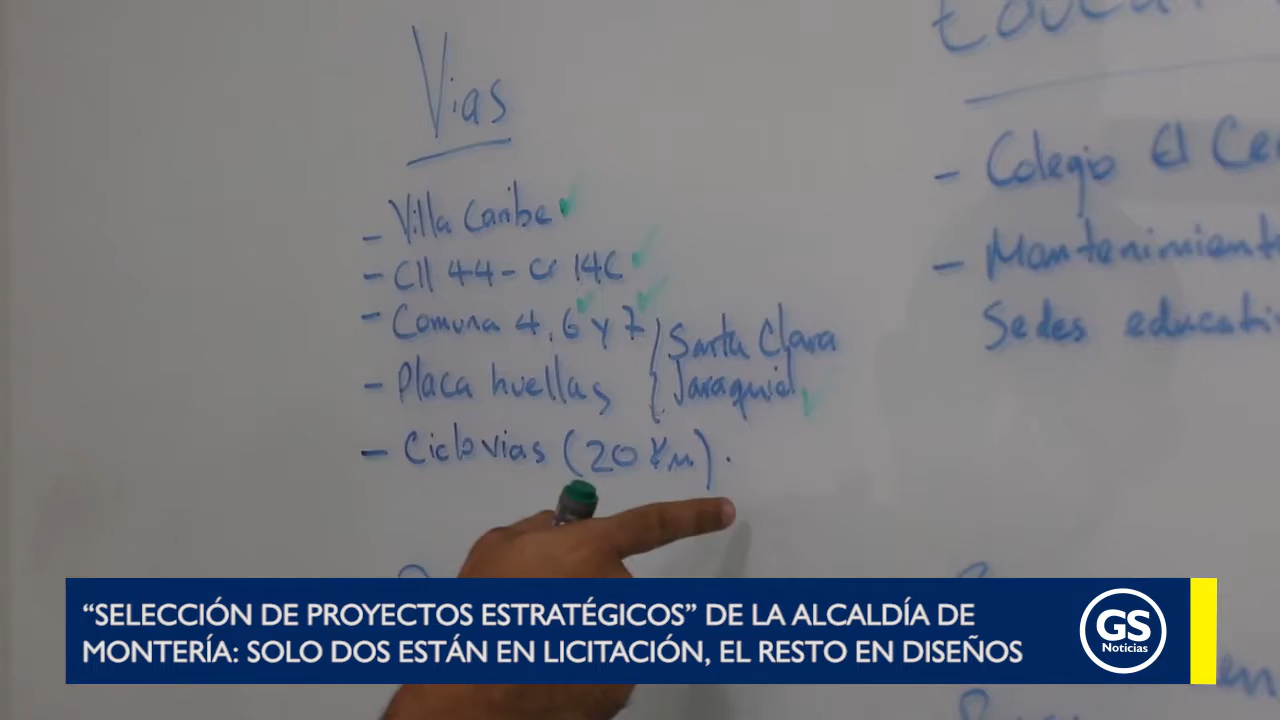 Vias
- Villa Caribe
- Cll 44 - cr 14C
- Comuna 4, 6 y 7
- Placa huellas
Santa Clara
Jaraquiel
- Ciclo vias (20 Km).
- Colegio El
- Mantenimient
Sedes educati
“SELECCIÓN DE PROYECTOS ESTRATÉGICOS” DE LA ALCALDÍA DE
MONTERÍA: SOLO DOS ESTÁN EN LICITACIÓN, EL RESTO EN DISEÑOS
GS
Noticias